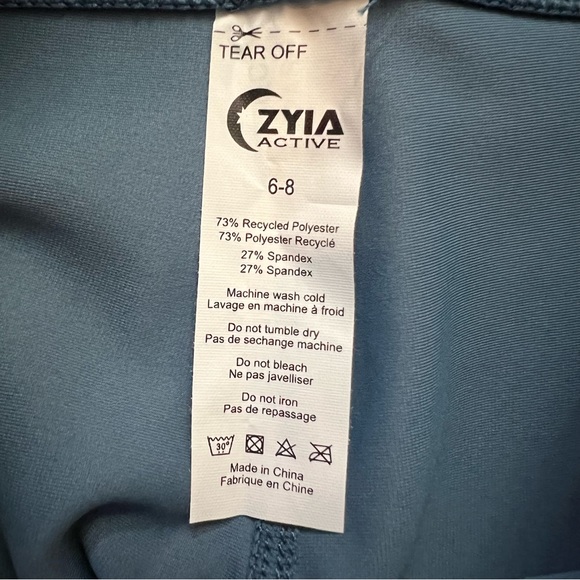 TEAR OFF
ZYIA
ACTIVE
6-8
73% Recycled Polyester
73% Polyester Recyclé
27% Spandex
27% Spandex
Machine wash cold
Lavage en machine à froid
Do not tumble dry
Pas de sechange machine
Do not bleach
Ne pas javelliser
Do not iron
Pas de repassage
30°
Made in China
Fabrique en Chine